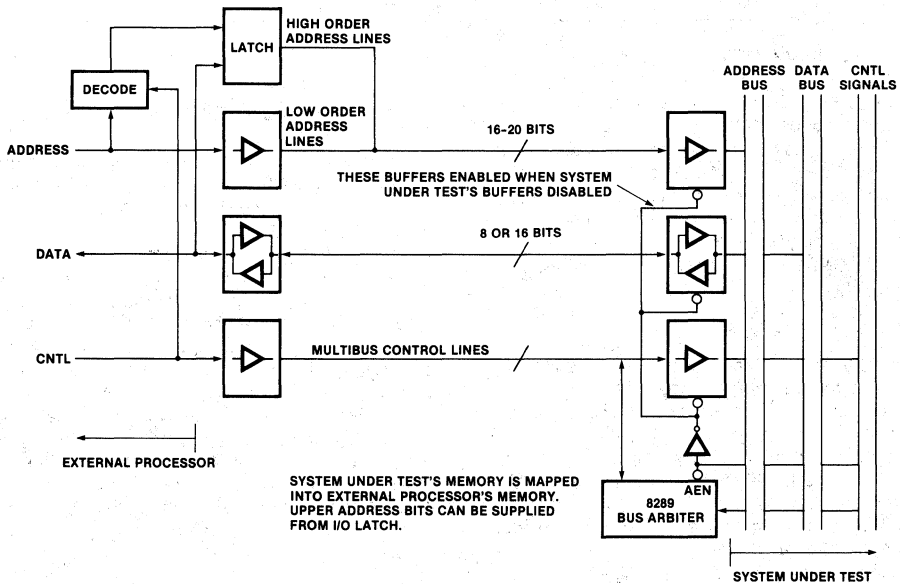 HIGH ORDER
ADDRESS LINES
LATCH
DECODE
LOW ORDER
ADDRESS
LINES
ADDRESS
16-20 BITS
ADDRESS
BUS
DATA
BUS
CNTL
SIGNALS
THESE BUFFERS ENABLED WHEN SYSTEM
UNDER TEST'S BUFFERS DISABLED
DATA
8 OR 16 BITS
CNTL
MULTIBUS CONTROL LINES
EXTERNAL PROCESSOR
SYSTEM UNDER TEST'S MEMORY IS MAPPED
INTO EXTERNAL PROCESSOR'S MEMORY.
UPPER ADDRESS BITS CAN BE SUPPLIED
FROM I/O LATCH.
AEN
8289
BUS ARBITER
SYSTEM UNDER TEST